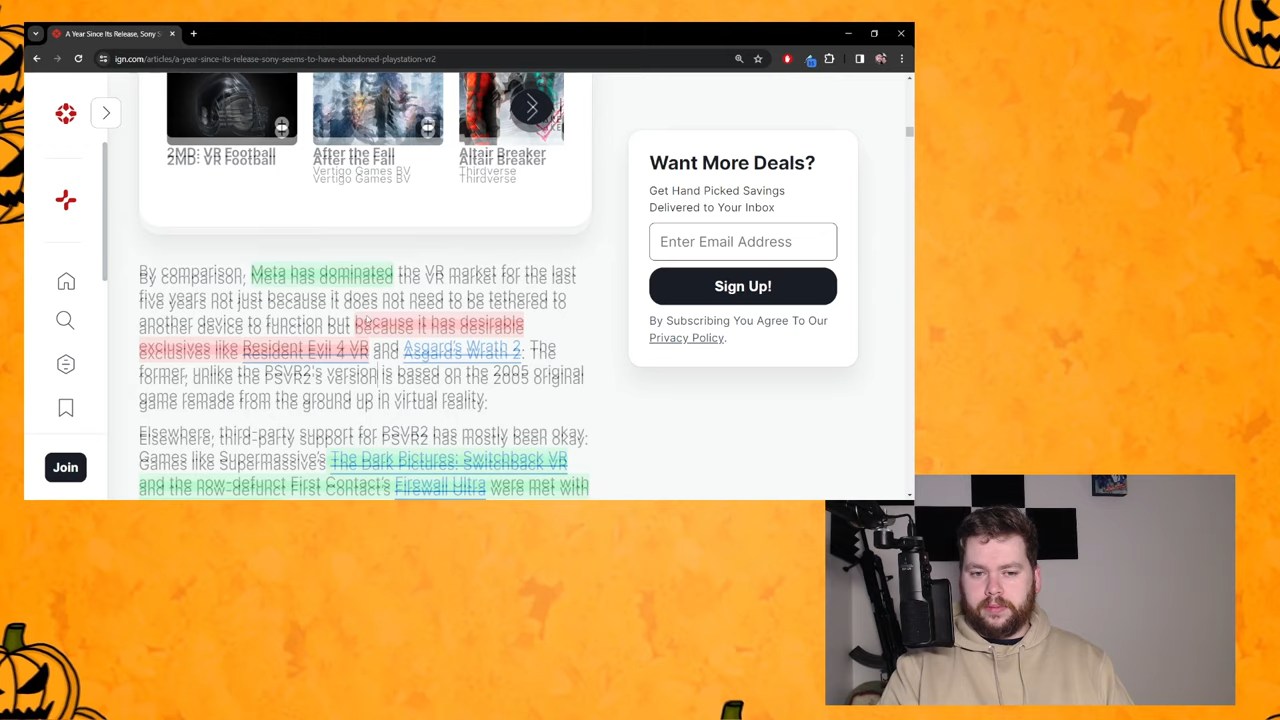 A Year Since Its Release, Sony S
ign.com/articles/a-year-since-its-release-sony-seems-to-have-abandoned-playstation-vr2
2MD: VR Football
After the Fall
Altair Breaker
Vertigo Games BV
Thirdverse
Want More Deals?
Get Hand Picked Savings
Delivered to Your Inbox
Enter Email Address
Sign Up!
By Subscribing You Agree To Our
Privacy Policy.
By comparison, Meta has dominated the VR market for the last
five years not just because it does not need to be tethered to
another device to function but because it has desirable
exclusives like Resident Evil 4 VR and Asgard's Wrath 2. The
former, unlike the PSVR2's version is based on the 2005 original
game remade from the ground up in virtual reality.
Elsewhere, third-party support for PSVR2 has mostly been okay.
Games like Supermassive's The Dark Pictures: Switchback VR
and the now-defunct First Contact's Firewall Ultra were met with
Join